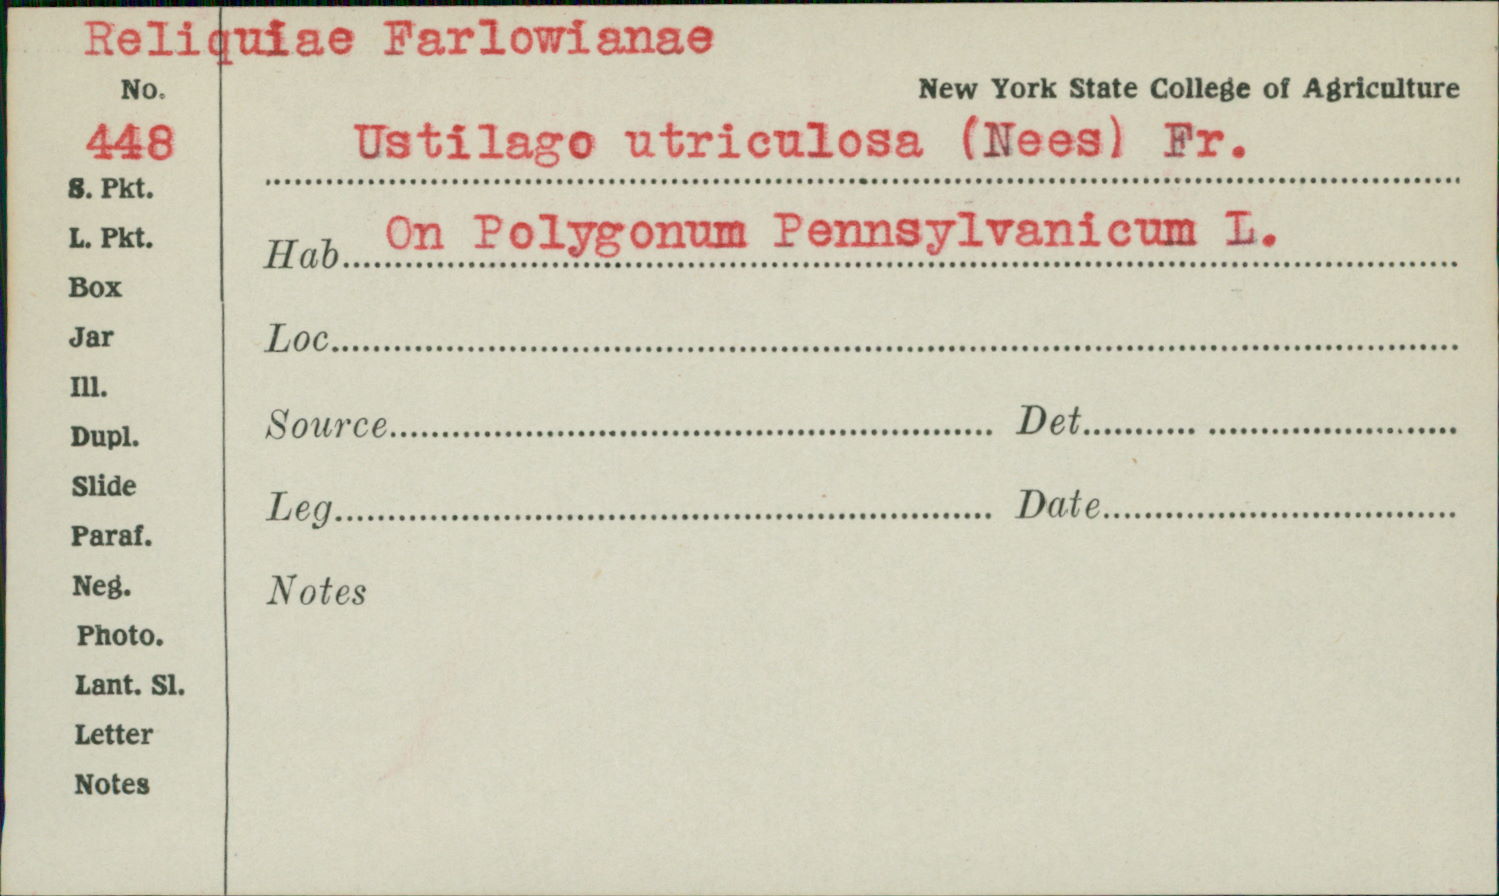 Reliquiae Farlowianae
No.
New York State College of Agriculture
448
Ustilago utriculosa (Nees) Fr.
S. Pkt.
L. Pkt.
Hab. On Polygonum Pennsylvanicum L.
Box
Jar
Loc.
Ill.
Dupl.
Source
Det.
Slide
Leg.
Date
Paraf.
Neg.
Notes
Photo.
Lant. Sl.
Letter
Notes